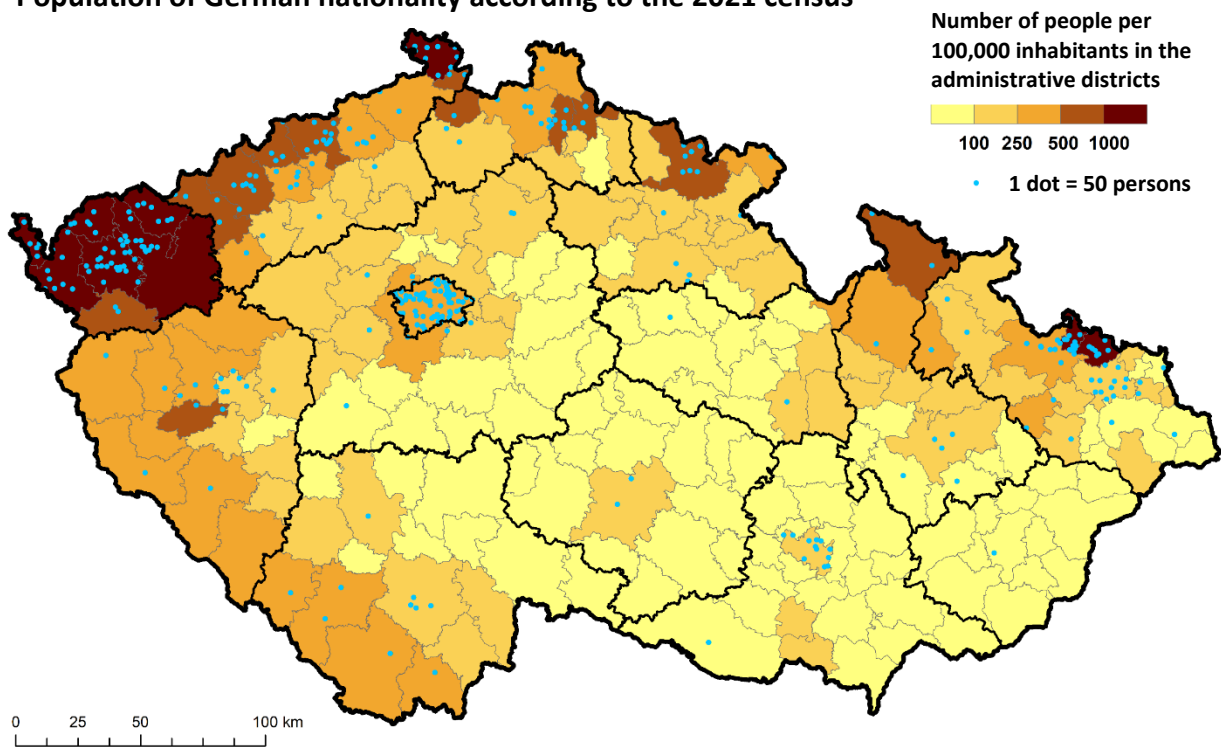 Population of German nationality according to the 2021 census
Number of people per
100,000 inhabitants in the
administrative districts
100 250 500 1000
1 dot = 50 persons
0 25 50 100 km